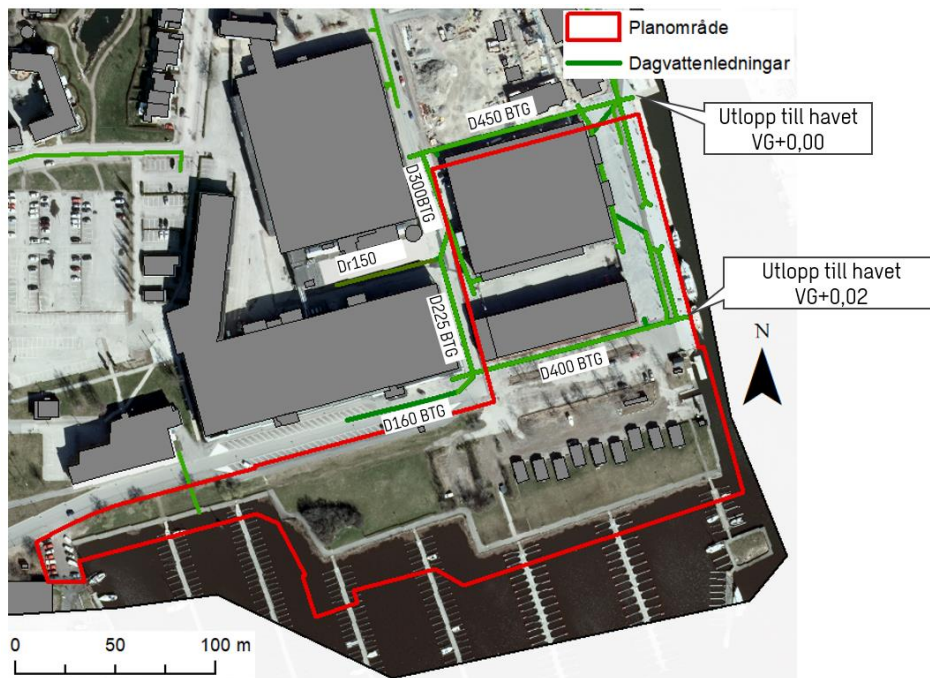 Planområde
Dagvattenledningar
D450 BTG
Utlopp till havet
VG+0,00
D300BTG
Dr150
Utlopp till havet
VG+0,02
D225 BTG
N
D400 BTG
D160 BTG
0 50 100 m